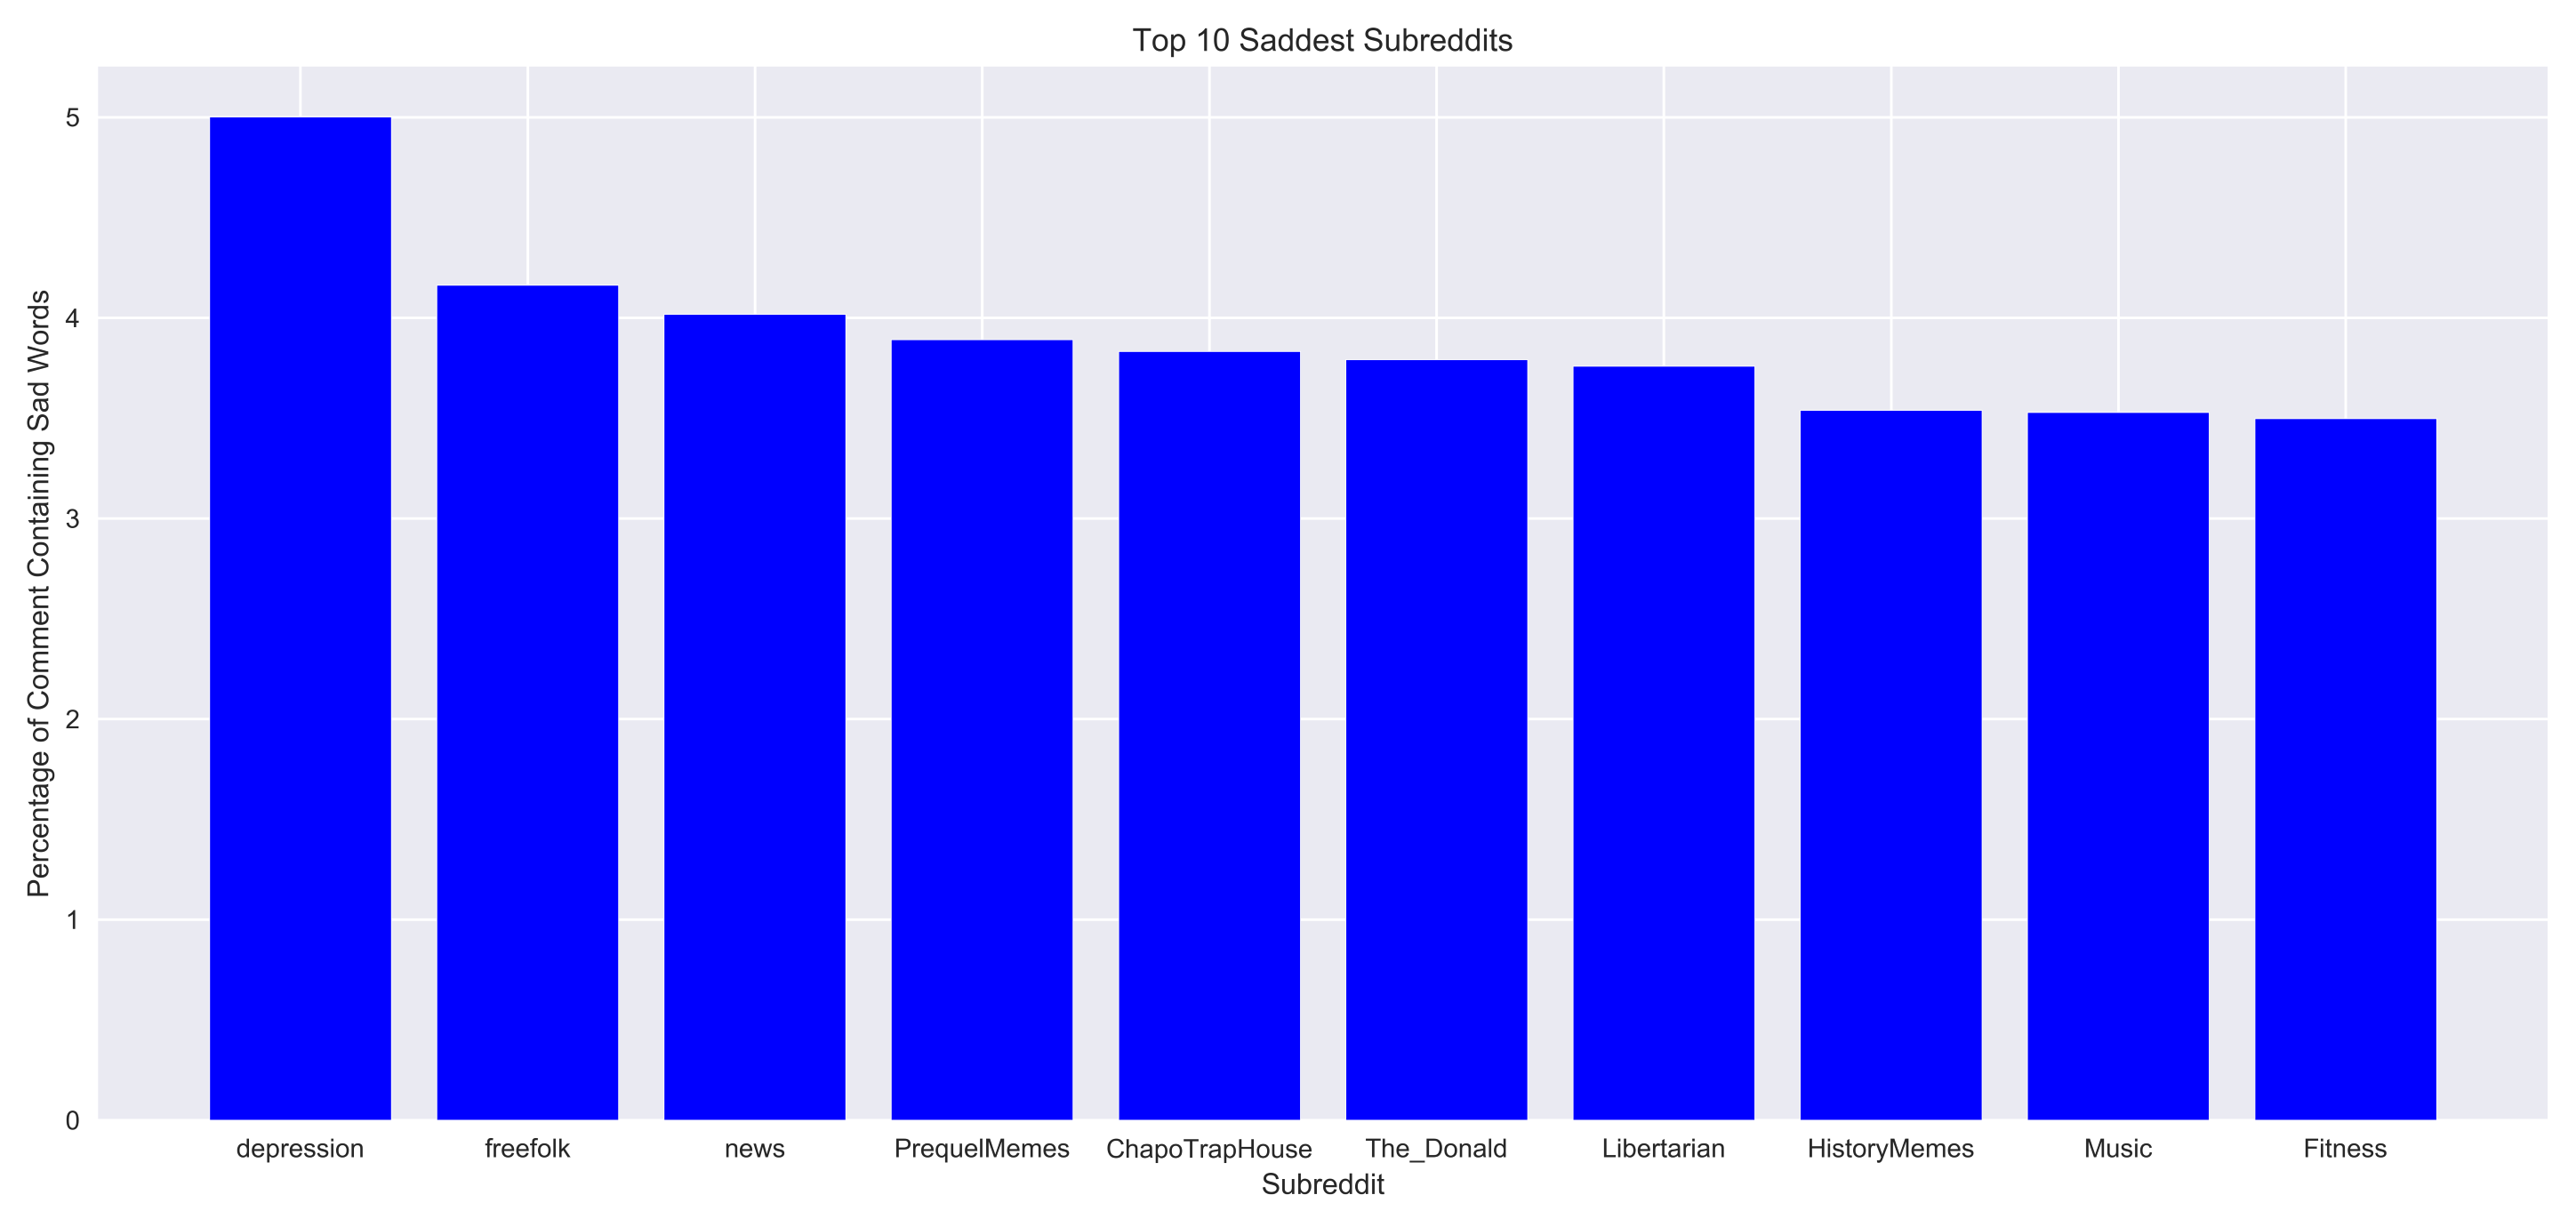 Top 10 Saddest Subreddits
Percentage of Comment Containing Sad Words
5
4
3
2
1
0
depression freefolk news PrequelMemes ChapoTrapHouse The_Donald Libertarian HistoryMemes Music Fitness
Subreddit